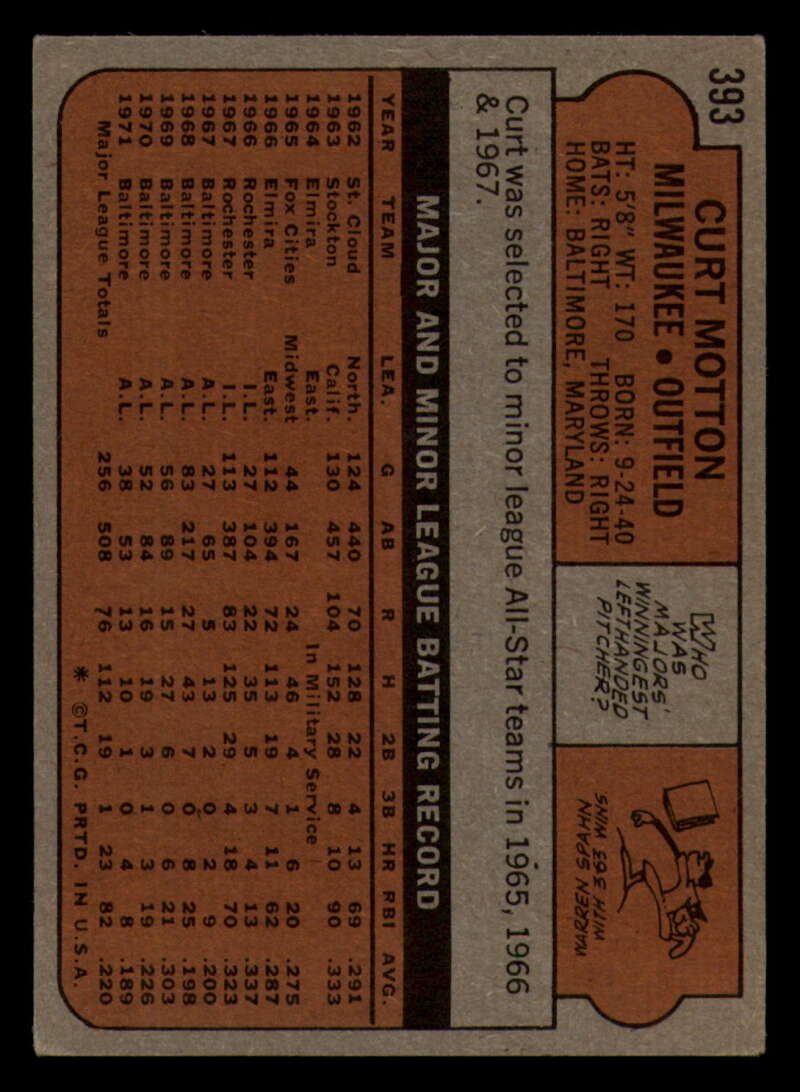 393
CURT MOTTON
MILWAUKEE • OUTFIELD
HT: 5'8" WT: 170 BORN: 9-24-40
BATS: RIGHT THROWS: RIGHT
HOME: BALTIMORE, MARYLAND
WHO
WAS
MAJORS'
WINNINGEST
LEFTHANDED
PITCHER?
WARREN SPAHN
WITH 363 WINS
Curt was selected to minor league All-Star teams in 1965, 1966
& 1967.
MAJOR AND MINOR LEAGUE BATTING RECORD
YEAR TEAM LEA. G AB R H 2B 3B HR RBI AVG.
1962 St. Cloud North. 124 440 70 128 22 4 13 69 .291
1963 Stockton Calif. 130 457 104 152 28 8 10 90 .333
1964 Elmira East. In Military Service
1965 Fox Cities Midwest 44 167 24 46 4 1 6 20 .275
1966 Elmira East. 112 394 72 113 19 7 11 62 .287
1966 Rochester I.L. 27 104 22 35 5 3 4 13 .337
1967 Rochester I.L. 113 387 83 125 29 4 18 70 .323
1967 Baltimore A.L. 27 65 5 13 2 0 2 9 .200
1968 Baltimore A.L. 83 217 27 43 7 0 8 25 .198
1969 Baltimore A.L. 56 89 15 27 6 0 6 21 .303
1970 Baltimore A.L. 52 84 16 19 3 1 3 19 .226
1971 Baltimore A.L. 38 53 13 10 1 0 4 8 .189
Major League Totals 256 508 76 112 19 1 23 82 .220
* ©T.C.G. PRTD. IN U.S.A.